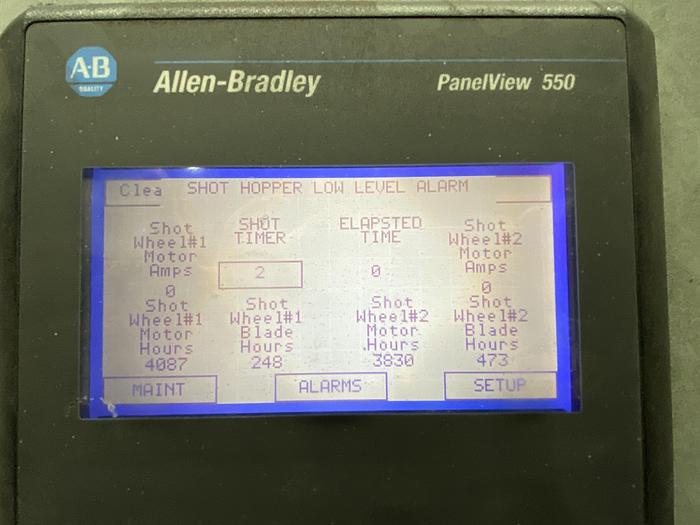 A·B
QUALITY
Allen-Bradley
PanelView 550
Clea
SHOT HOPPER LOW LEVEL ALARM
Shot
Wheel#1
Motor
Amps
0
SHOT
TIMER
2
ELAPSTED
TIME
0
Shot
Wheel#2
Motor
Amps
0
Shot
Wheel#1
Motor
Hours
4087
Shot
Wheel#1
Blade
Hours
248
Shot
Wheel#2
Motor
Hours
3830
Shot
Wheel#2
Blade
Hours
473
MAINT
ALARMS
SETUP